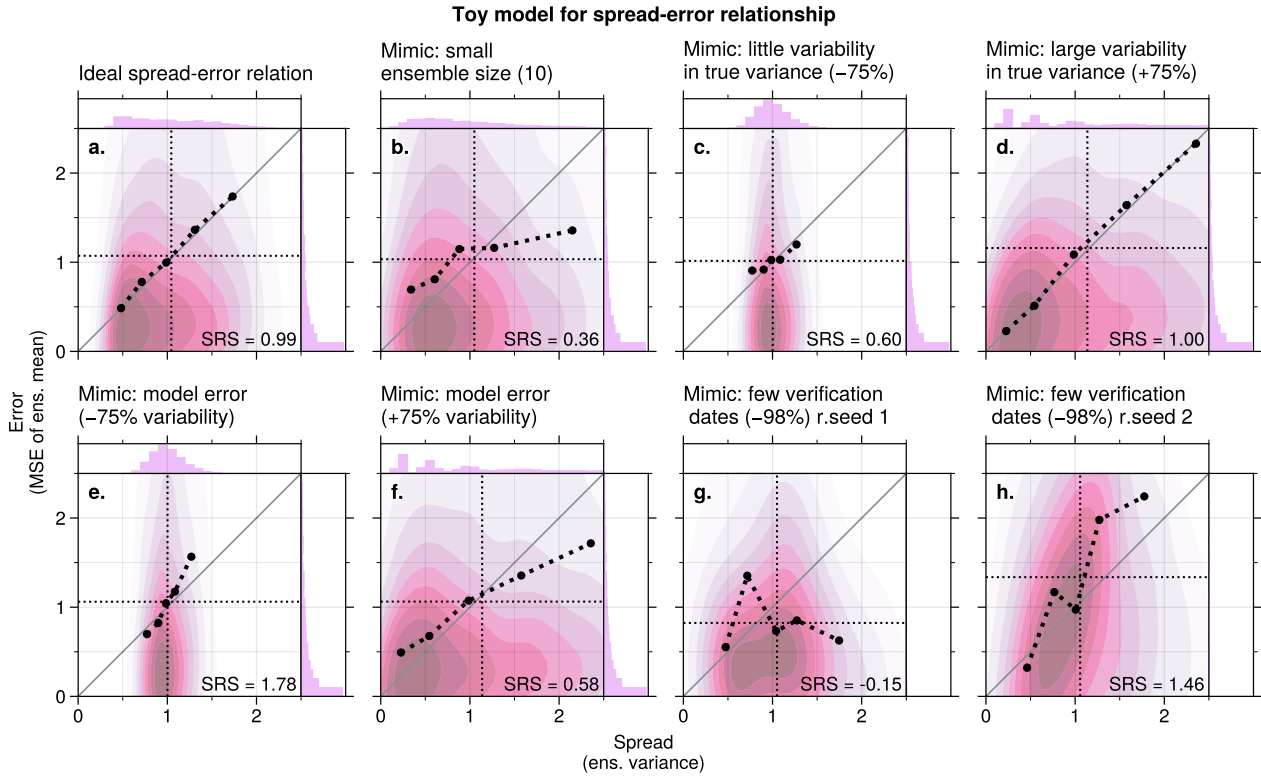 Toy model for spread-error relationship
Ideal spread-error relation
Mimic: small
ensemble size (10)
Mimic: little variability
in true variance (−75%)
Mimic: large variability
in true variance (+75%)
a.
b.
c.
d.
2
1
0
SRS = 0.99
SRS = 0.36
SRS = 0.60
SRS = 1.00
Error
(MSE of ens. mean)
Mimic: model error
(−75% variability)
Mimic: model error
(+75% variability)
Mimic: few verification
dates (−98%) r.seed 1
Mimic: few verification
dates (−98%) r.seed 2
e.
f.
g.
h.
2
1
0
SRS = 1.78
SRS = 0.58
SRS = -0.15
SRS = 1.46
0 1 2
0 1 2
0 1 2
0 1 2
Spread
(ens. variance)